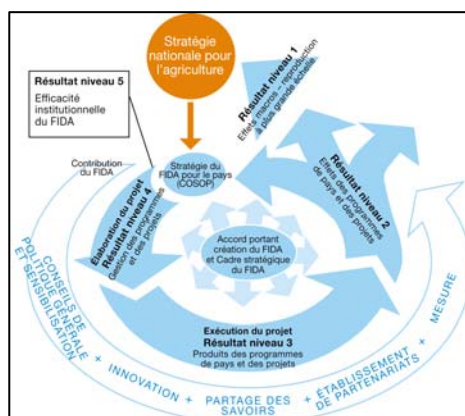 Stratégie
nationale pour
l'agriculture
Résultat niveau 5
Efficacité
institutionnelle
du FIDA
Résultat niveau 1
Effets macros – reproduction
à plus grande échelle
Contribution
du FIDA
Stratégie du
FIDA pour le pays
(COSOP)
Résultat niveau 2
Effets des programmes
de pays et des projets
Élaboration du projet
Résultat niveau 4
Gestion des programmes
et des projets
Accord portant
création du FIDA
et Cadre stratégique
du FIDA
Exécution du projet
Résultat niveau 3
Produits des programmes
de pays et des projets
CONSEILS DE
POLITIQUE GÉNÉRALE
ET SENSIBILISATION
+ INNOVATION +
PARTAGE DES
SAVOIRS
+ ÉTABLISSEMENT
DE PARTENARIATS
+ MESURE